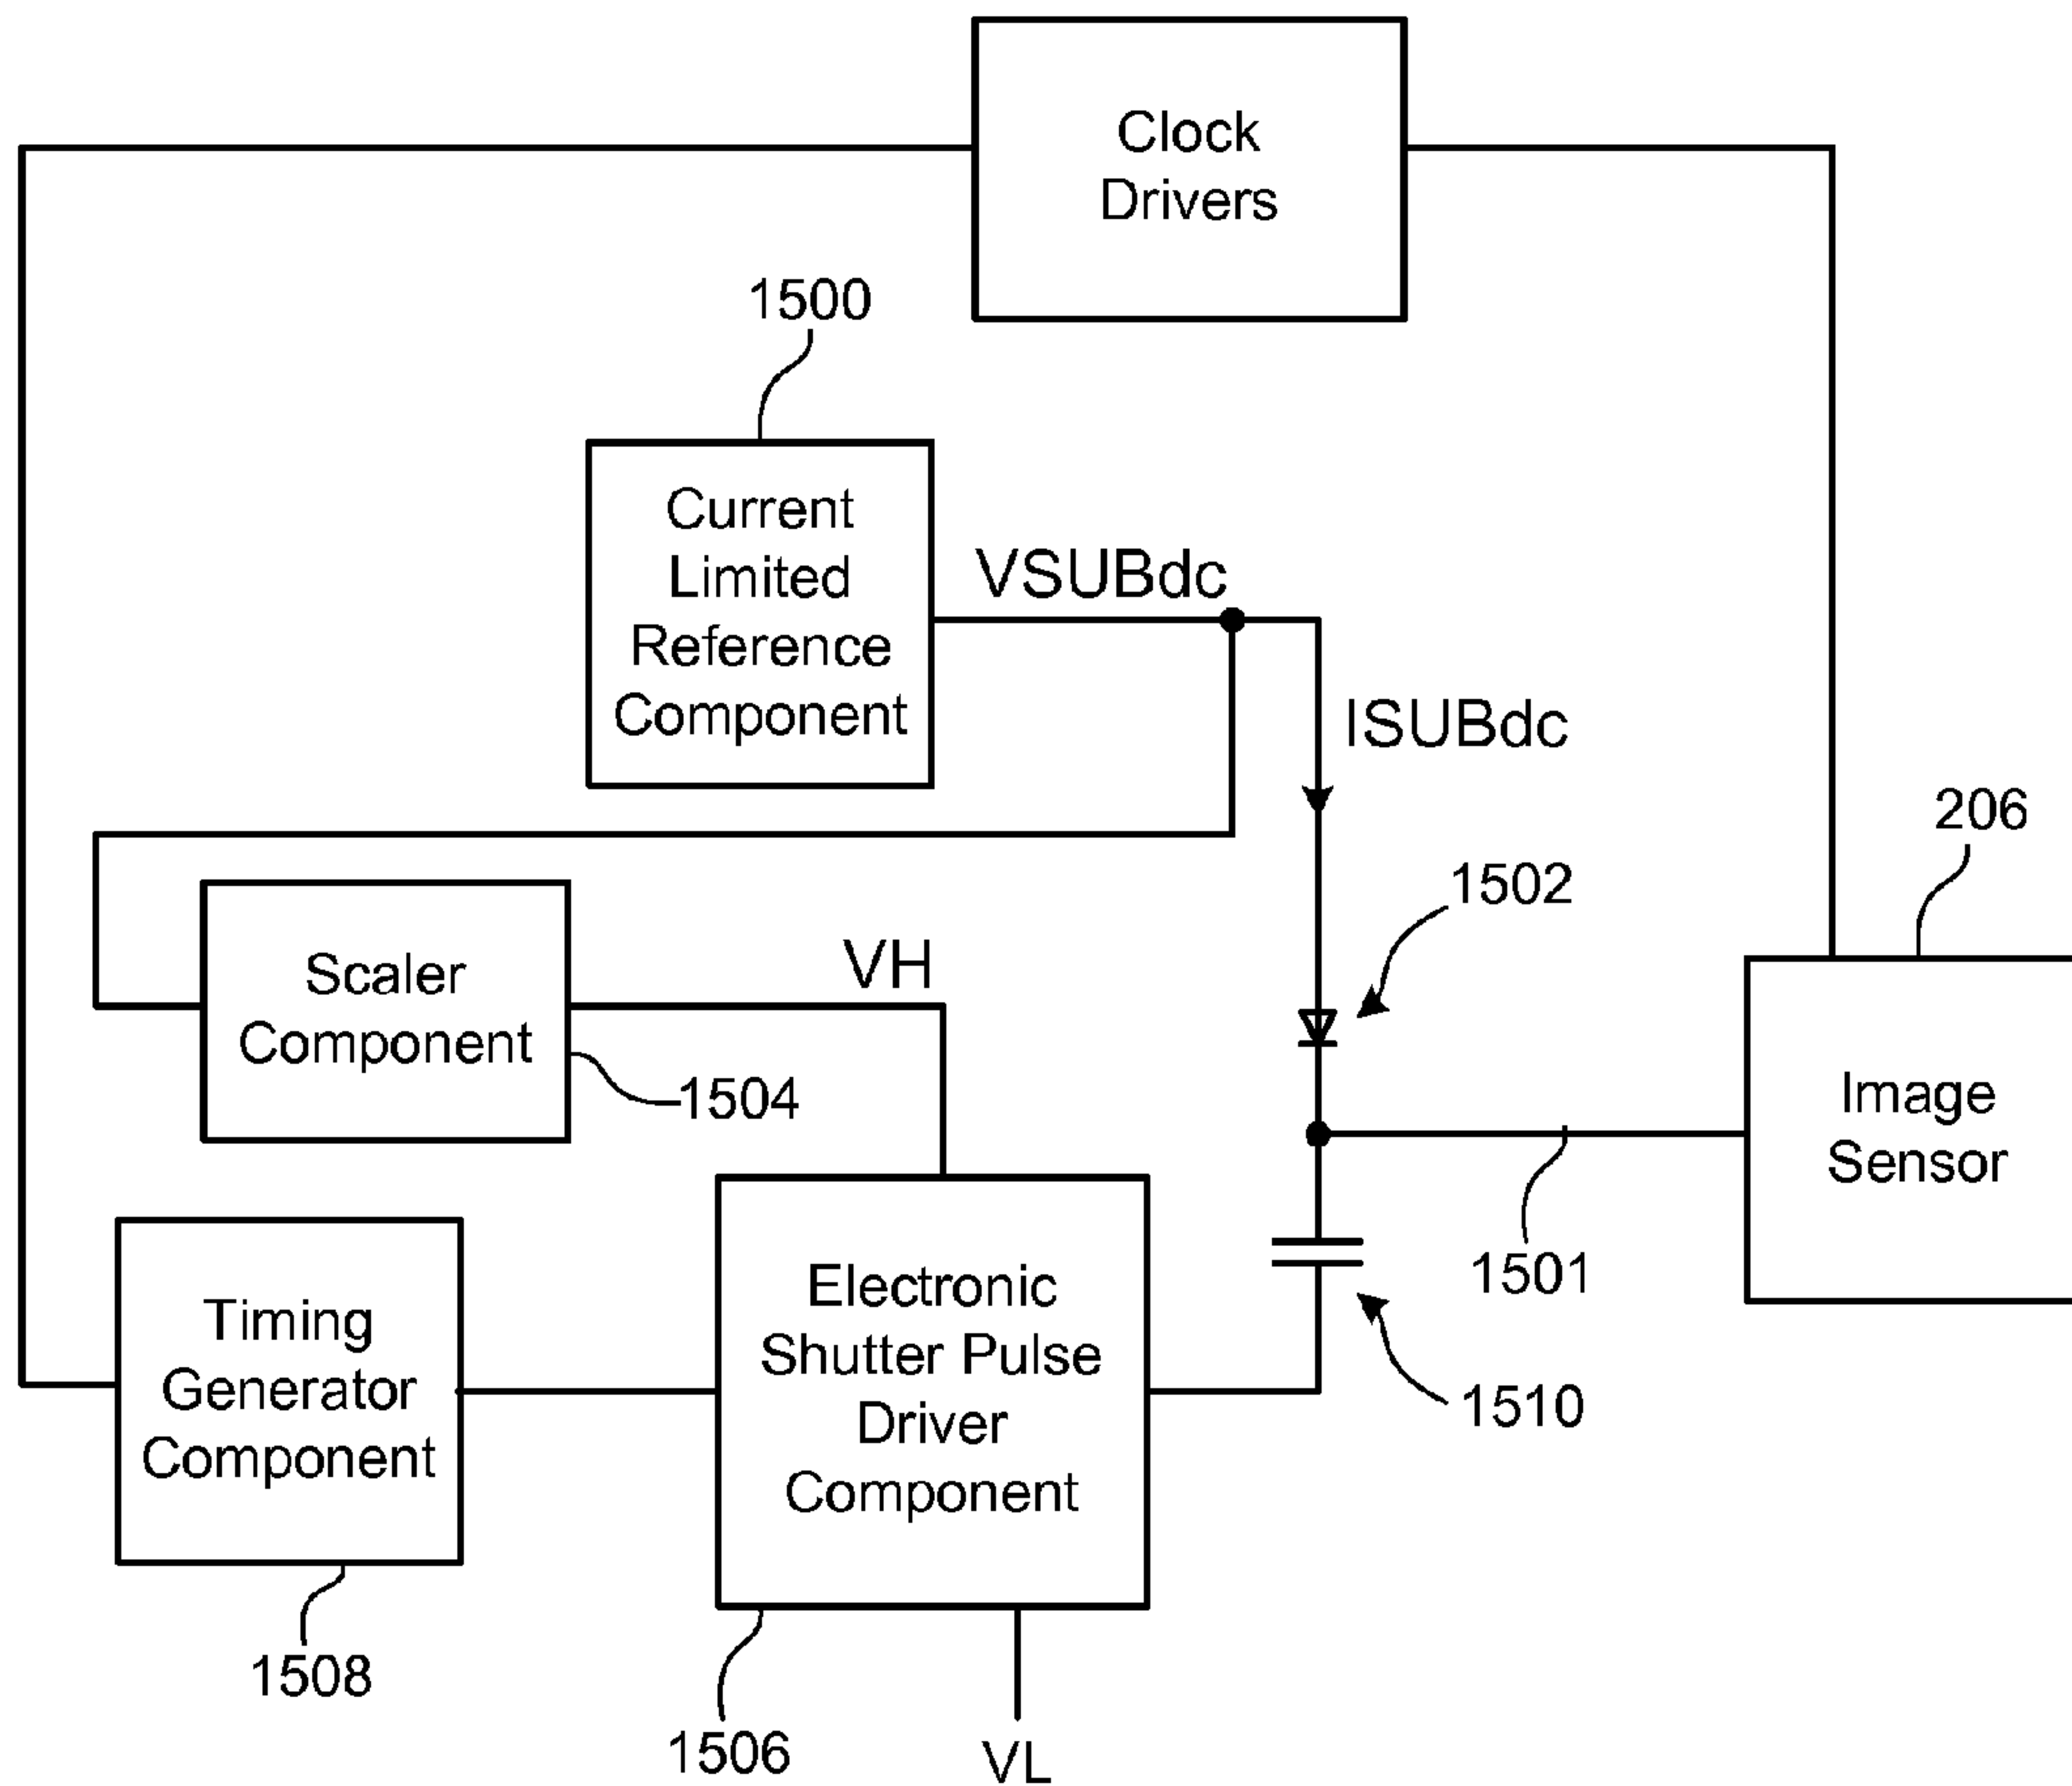 Clock
Drivers
1500
Current
Limited
Reference
Component
VSUBdc
ISUBdc
206
1502
Scaler
Component
VH
1504
Image
Sensor
1501
Timing
Generator
Component
Electronic
Shutter Pulse
Driver
Component
1510
1508
1506
VL